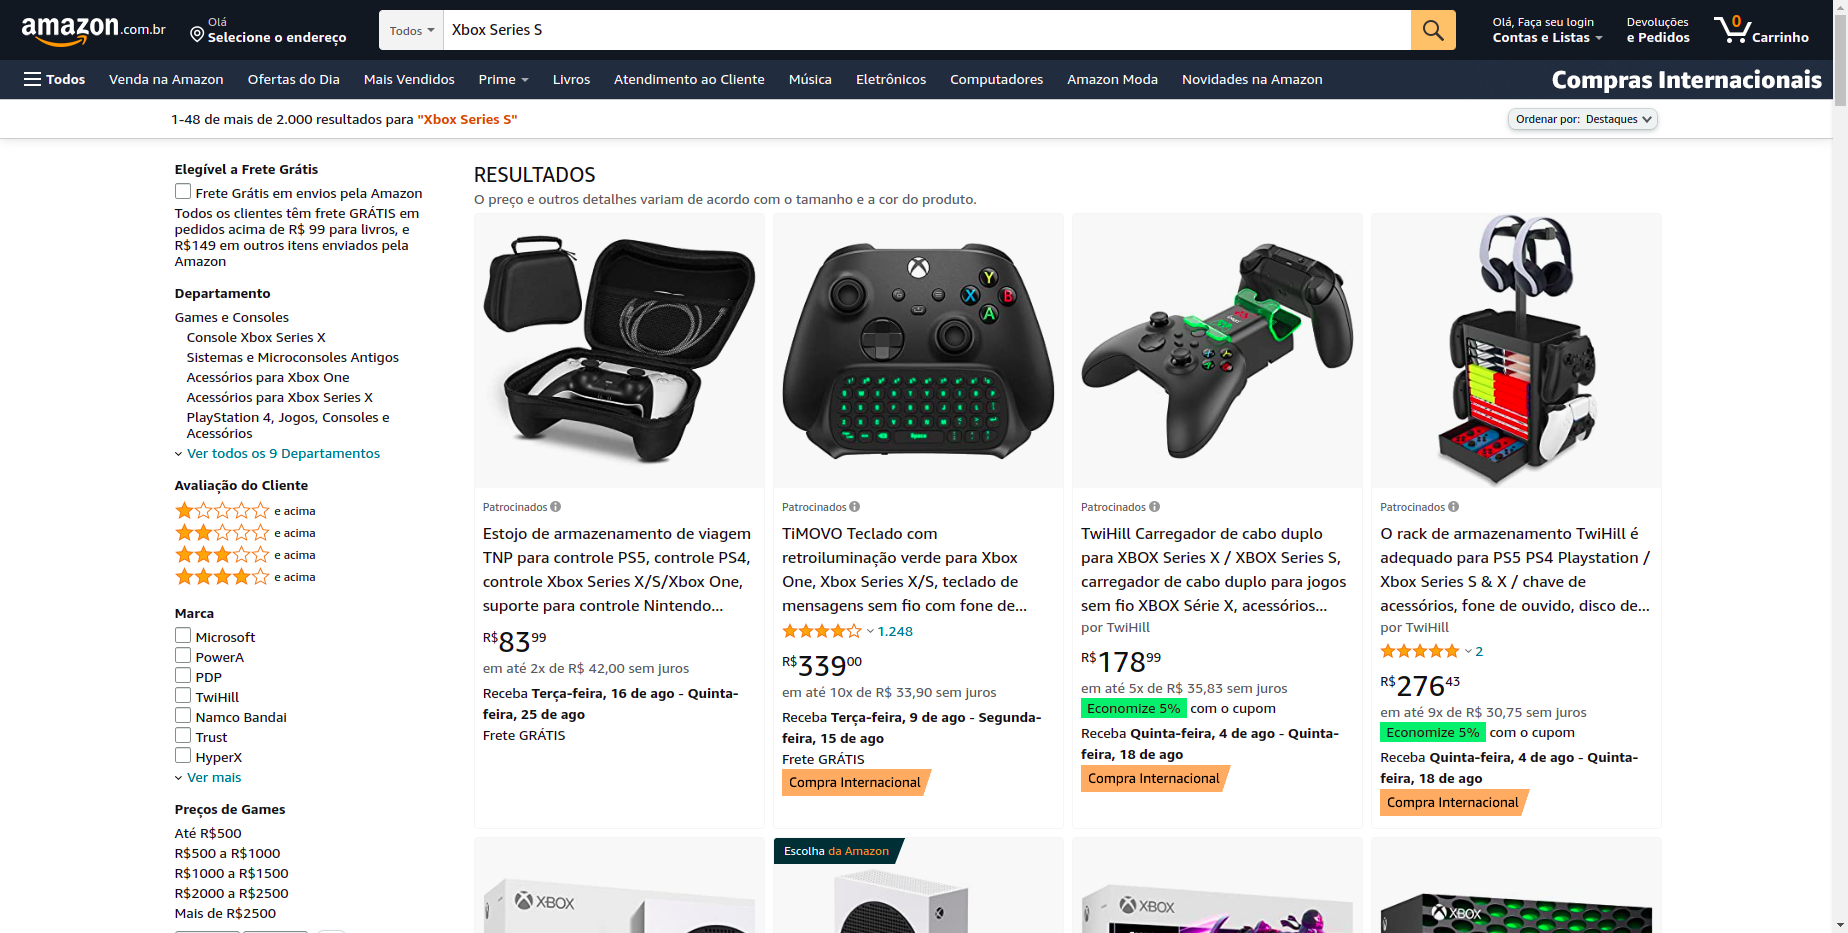 amazon.com.br
Olá
Selecione o endereço
Todos
Xbox Series S
Olá, Faça seu login
Contas e Listas
Devoluções
e Pedidos
0
Carrinho
Todos
Venda na Amazon
Ofertas do Dia
Mais Vendidos
Prime
Livros
Atendimento ao Cliente
Música
Eletrônicos
Computadores
Amazon Moda
Novidades na Amazon
Compras Internacionais
1-48 de mais de 2.000 resultados para "Xbox Series S"
Ordenar por: Destaques
Elegível a Frete Grátis
Frete Grátis em envios pela Amazon
Todos os clientes têm frete GRÁTIS em
pedidos acima de R$ 99 para livros, e
R$149 em outros itens enviados pela
Amazon
Departamento
Games e Consoles
Console Xbox Series X
Sistemas e Microconsoles Antigos
Acessórios para Xbox One
Acessórios para Xbox Series X
PlayStation 4, Jogos, Consoles e
Acessórios
Ver todos os 9 Departamentos
Avaliação do Cliente
e acima
e acima
e acima
e acima
Marca
Microsoft
PowerA
PDP
TwiHill
Namco Bandai
Trust
HyperX
Ver mais
Preços de Games
Até R$500
R$500 a R$1000
R$1000 a R$1500
R$2000 a R$2500
Mais de R$2500
RESULTADOS
O preço e outros detalhes variam de acordo com o tamanho e a cor do produto.
Patrocinados
Estojo de armazenamento de viagem
TNP para controle PS5, controle PS4,
controle Xbox Series X/S/Xbox One,
suporte para controle Nintendo...
R$8399
em até 2x de R$ 42,00 sem juros
Receba Terça-feira, 16 de ago - Quinta-
feira, 25 de ago
Frete GRÁTIS
Y
X
B
A
Space
Patrocinados
TiMOVO Teclado com
retroiluminação verde para Xbox
One, Xbox Series X/S, teclado de
mensagens sem fio com fone de...
1.248
R$33900
em até 10x de R$ 33,90 sem juros
Receba Terça-feira, 9 de ago - Segunda-
feira, 15 de ago
Frete GRÁTIS
Compra Internacional
Patrocinados
TwiHill Carregador de cabo duplo
para XBOX Series X / XBOX Series S,
carregador de cabo duplo para jogos
sem fio XBOX Série X, acessórios...
por TwiHill
R$17899
em até 5x de R$ 35,83 sem juros
Economize 5% com o cupom
Receba Quinta-feira, 4 de ago - Quinta-
feira, 18 de ago
Compra Internacional
Patrocinados
O rack de armazenamento TwiHill é
adequado para PS5 PS4 Playstation /
Xbox Series S & X / chave de
acessórios, fone de ouvido, disco de...
por TwiHill
2
R$27643
em até 9x de R$ 30,75 sem juros
Economize 5% com o cupom
Receba Quinta-feira, 4 de ago - Quinta-
feira, 18 de ago
Compra Internacional
XBOX
Escolha da Amazon
XBOX
XBOX